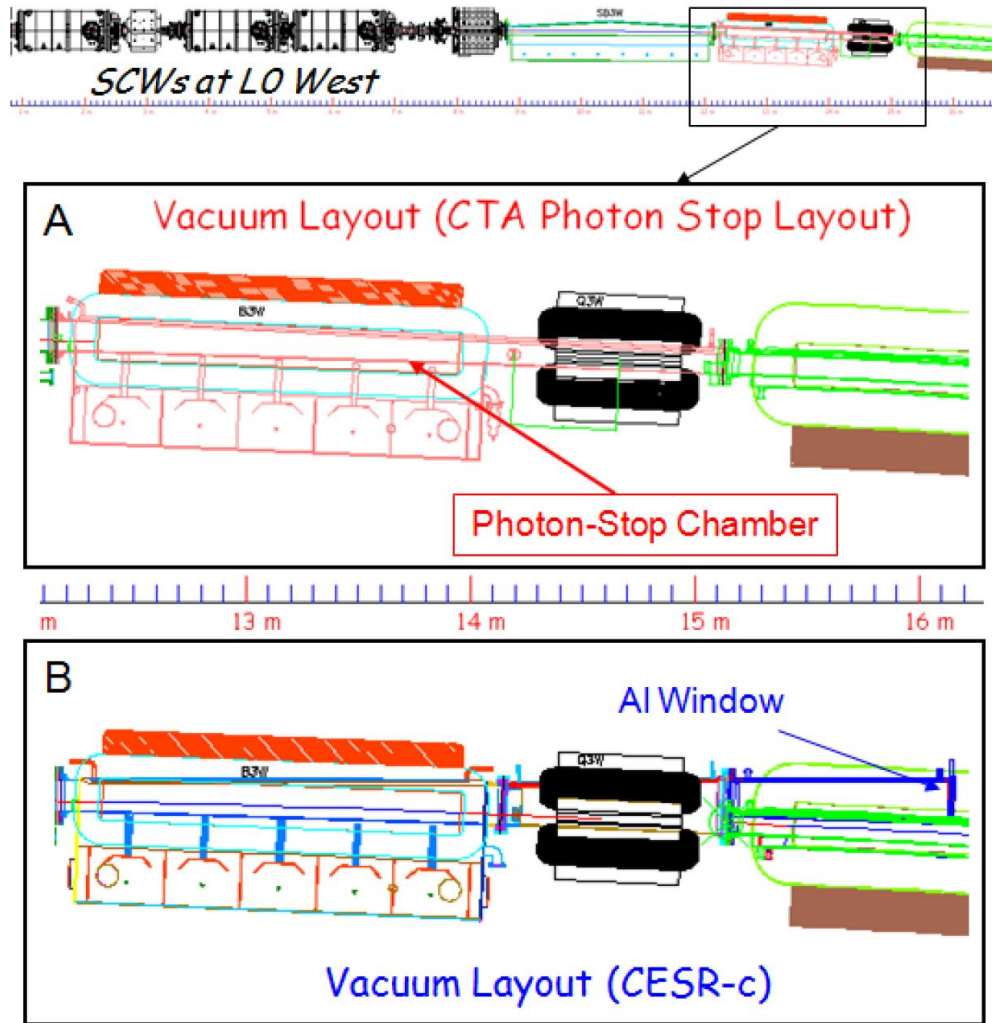 SB3W
SCWs at L0 West
A
Vacuum Layout (CTA Photon Stop Layout)
B3W
Q3W
Photon-Stop Chamber
m 13 m 14 m 15 m 16 m
B
Al Window
B3W
Q3W
Vacuum Layout (CESR-c)